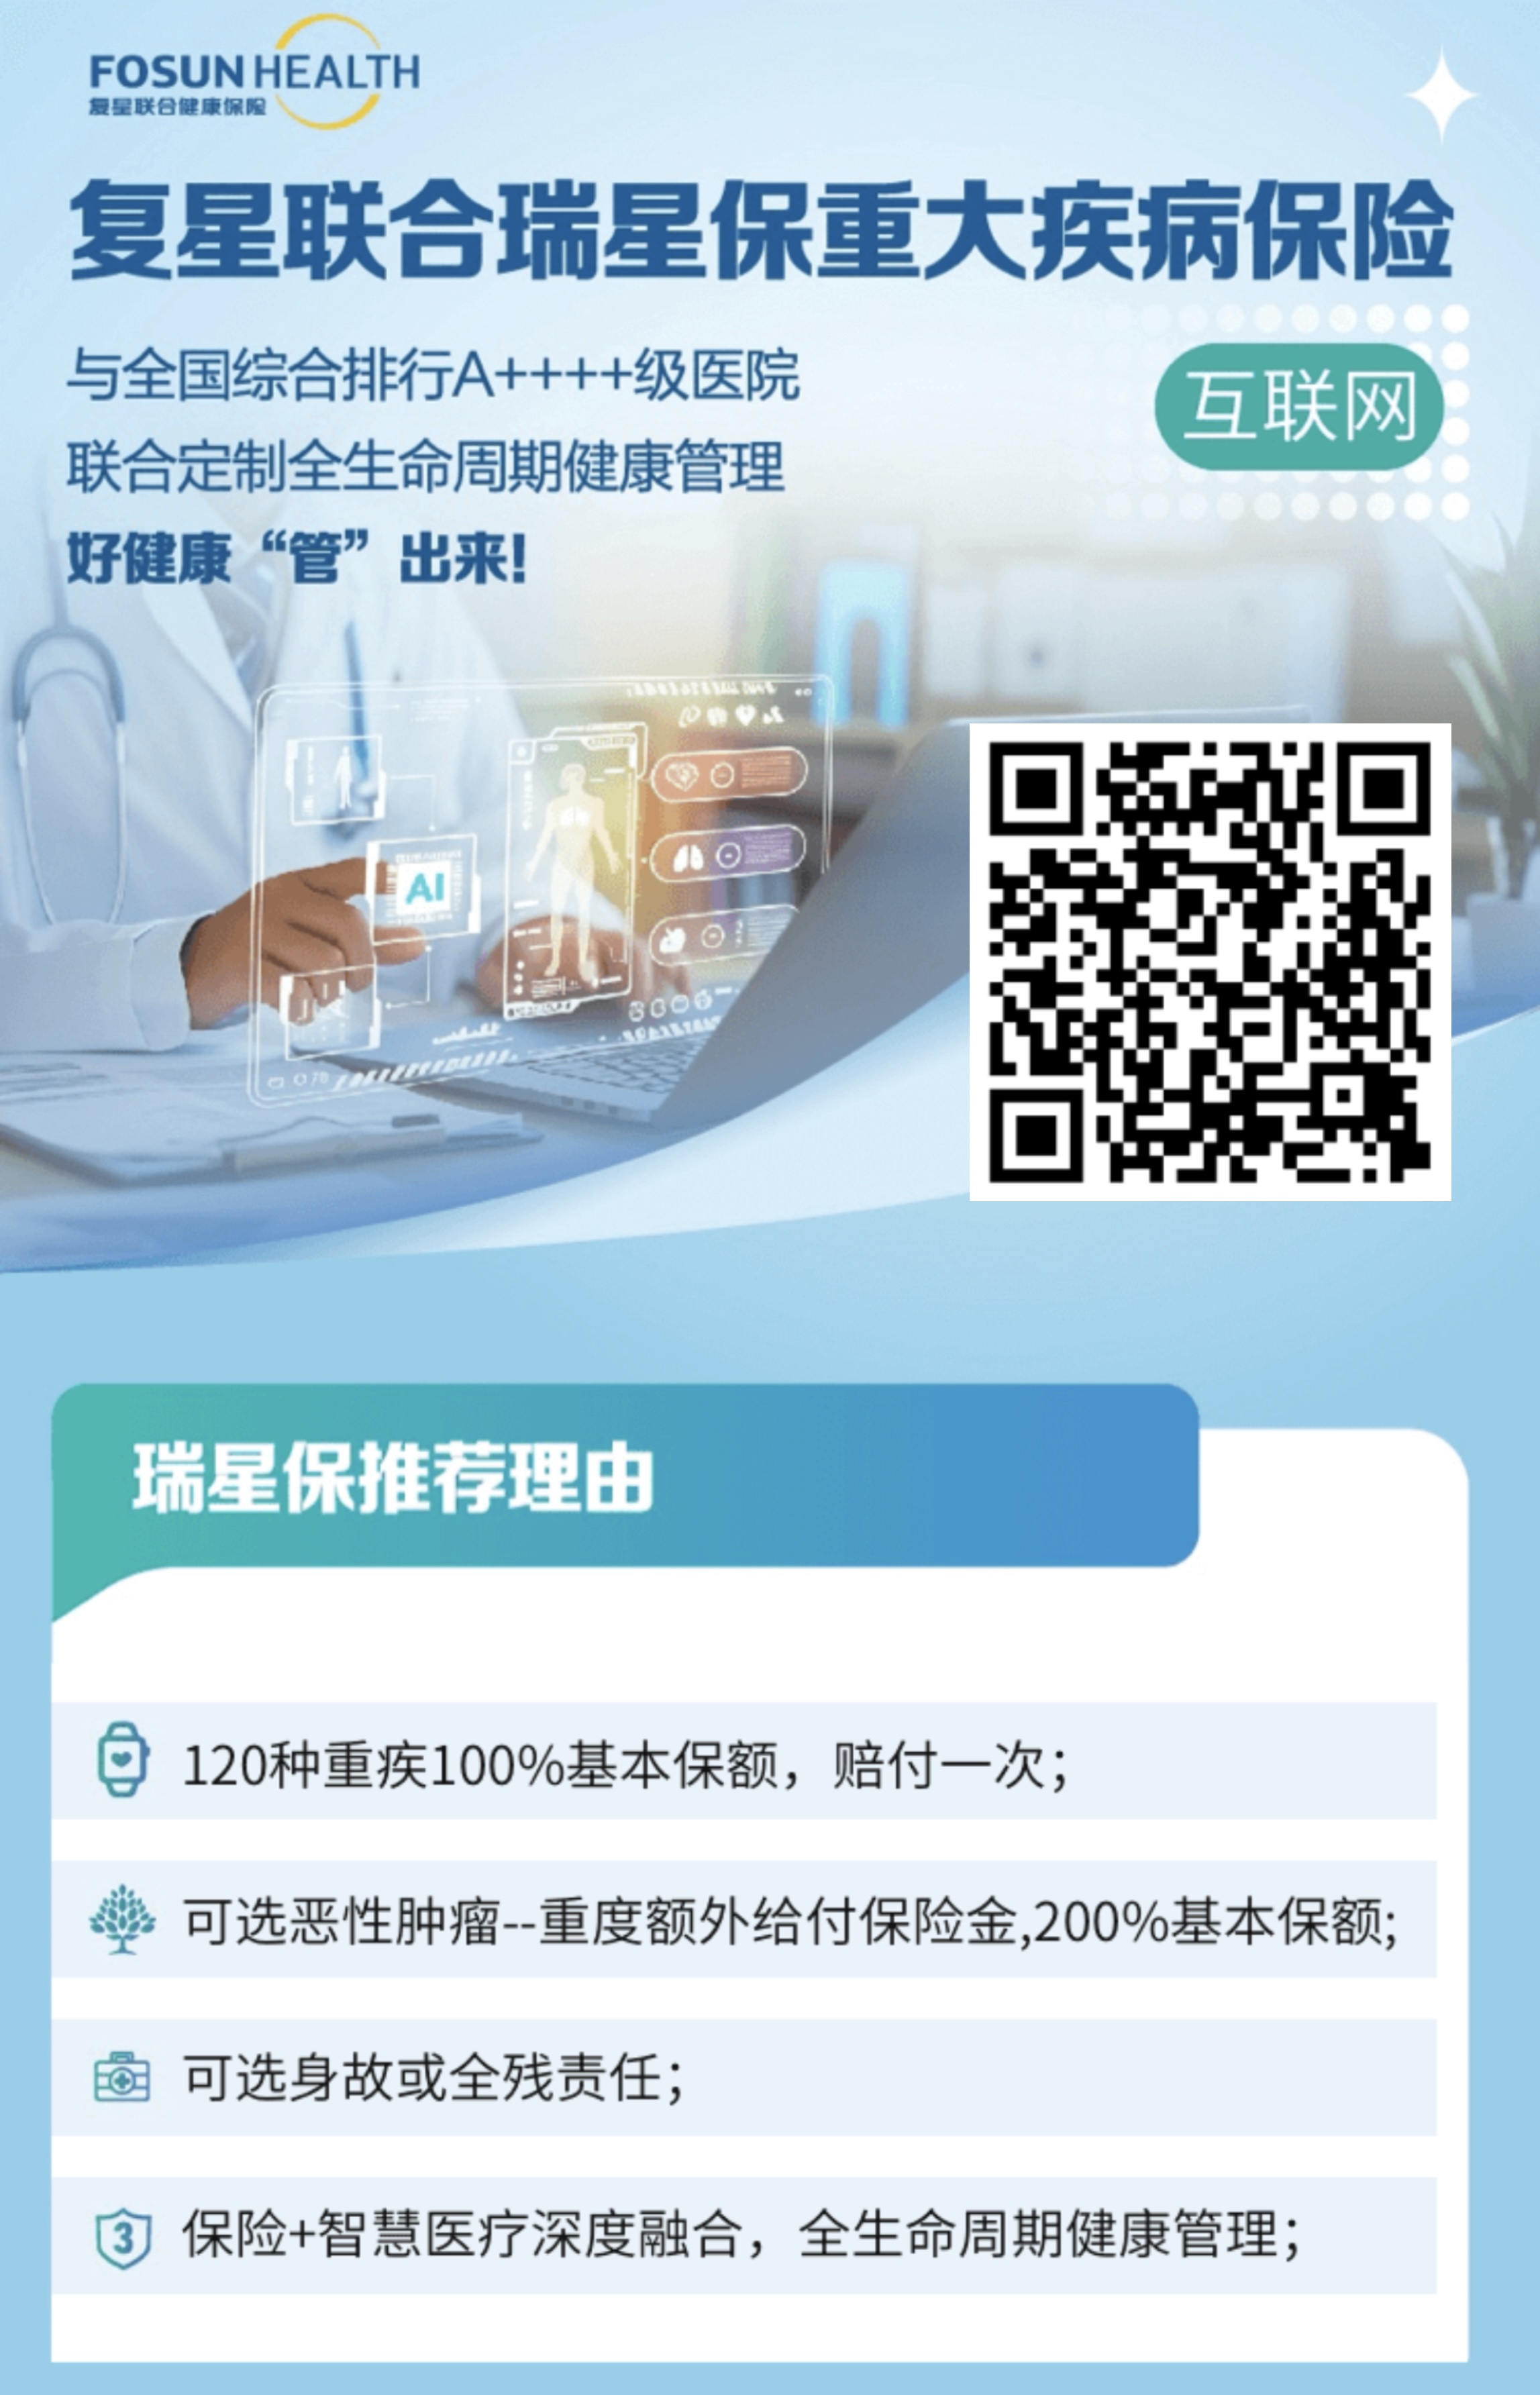 FOSUN HEALTH
复星联合健康保险
复星联合瑞星保重大疾病保险
与全国综合排行A++++级医院
互联网
联合定制全生命周期健康管理
好健康“管”出来!
AI
瑞星保推荐理由
120种重疾100%基本保额，赔付一次；
可选恶性肿瘤--重度额外给付保险金,200%基本保额;
可选身故或全残责任；
3
保险+智慧医疗深度融合，全生命周期健康管理；